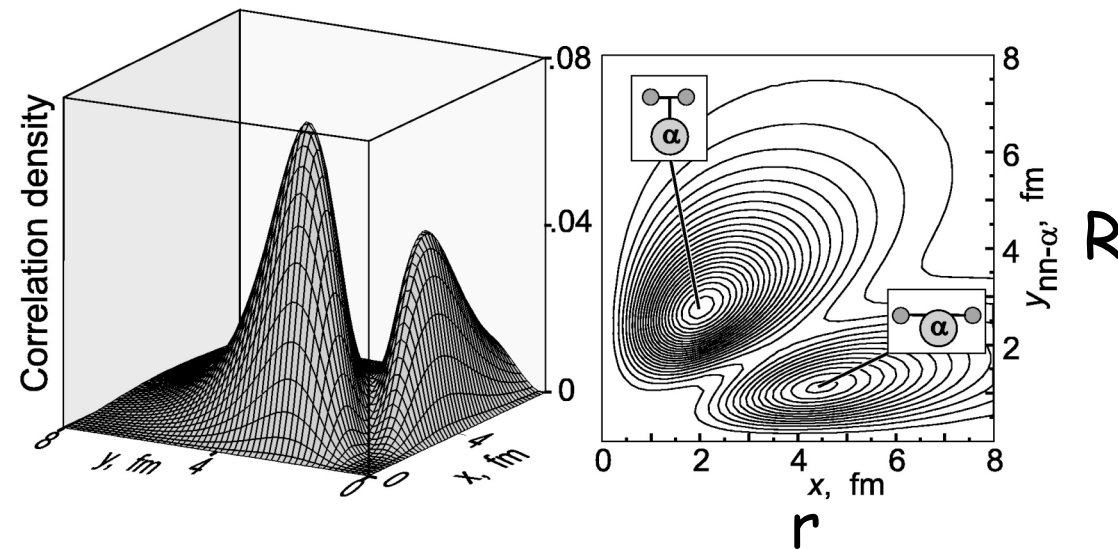 Correlation density
.08
.04
0
8
y, fm
4
0
0
x, fm
4
α
α
8
6
4
2
y_nn-α, fm
R
0
2
4
6
8
x, fm
r